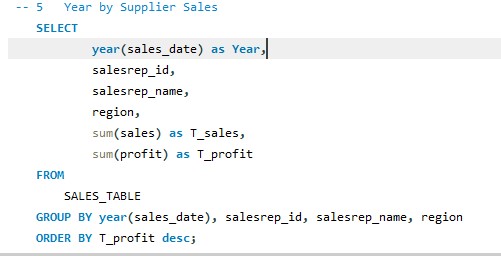 -- 5 Year by Supplier Sales
SELECT
year(sales_date) as Year,
salesrep_id,
salesrep_name,
region,
sum(sales) as T_sales,
sum(profit) as T_profit
FROM
SALES_TABLE
GROUP BY year(sales_date), salesrep_id, salesrep_name, region
ORDER BY T_profit desc;